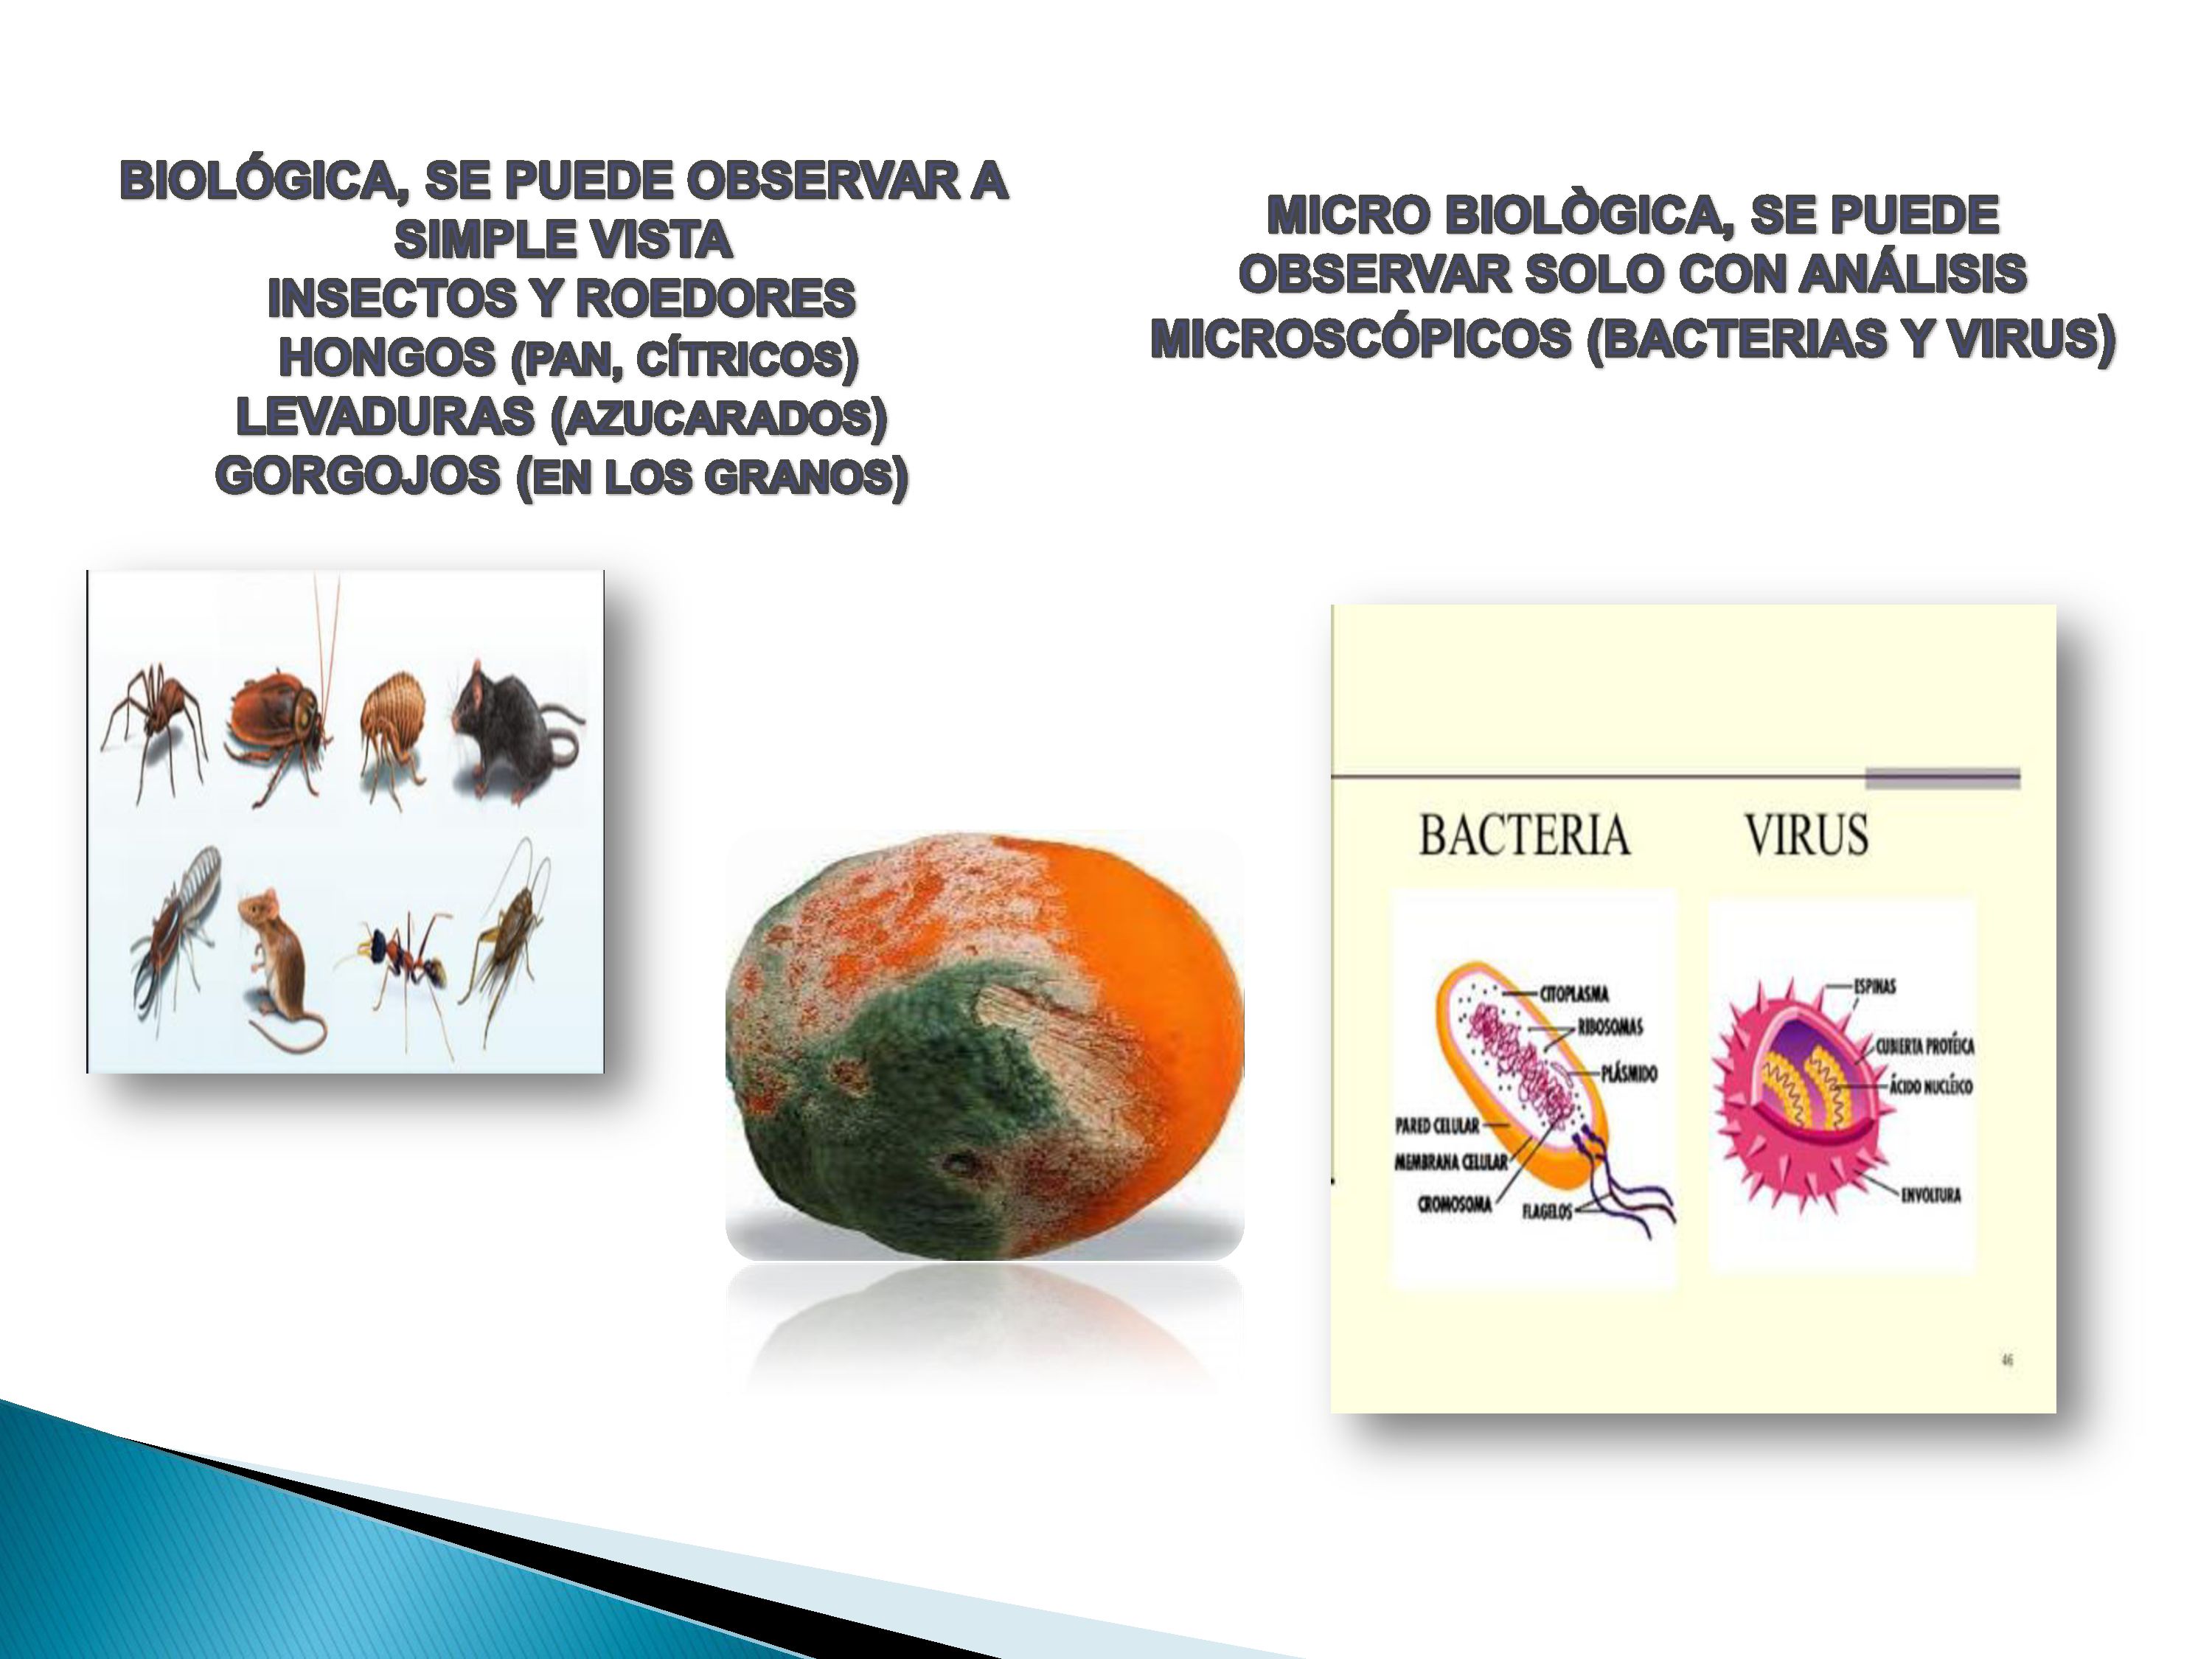 BIOLÓGICA, SE PUEDE OBSERVAR A
SIMPLE VISTA
INSECTOS Y ROEDORES
HONGOS (PAN, CÍTRICOS)
LEVADURAS (AZUCARADOS)
GORGOJOS (EN LOS GRANOS)
MICRO BIOLÒGICA, SE PUEDE
OBSERVAR SOLO CON ANÁLISIS
MICROSCÓPICOS (BACTERIAS Y VIRUS)
BACTERIA
CITOPLASMA
RIBOSOMAS
PLÁSMIDO
PARED CELULAR
MEMBRANA CELULAR
CROMOSOMA
FLAGELOS
VIRUS
ESPINAS
CUBIERTA PROTÉICA
ÁCIDO NUCLÉICO
ENVOLTURA
46